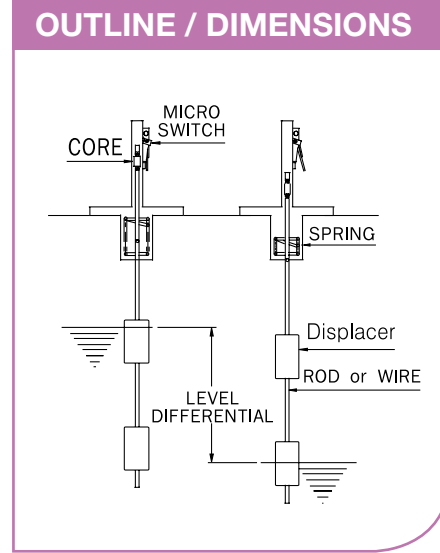 OUTLINE / DIMENSIONS
MICRO
SWITCH
CORE
SPRING
Displacer
ROD or WIRE
LEVEL
DIFFERENTIAL